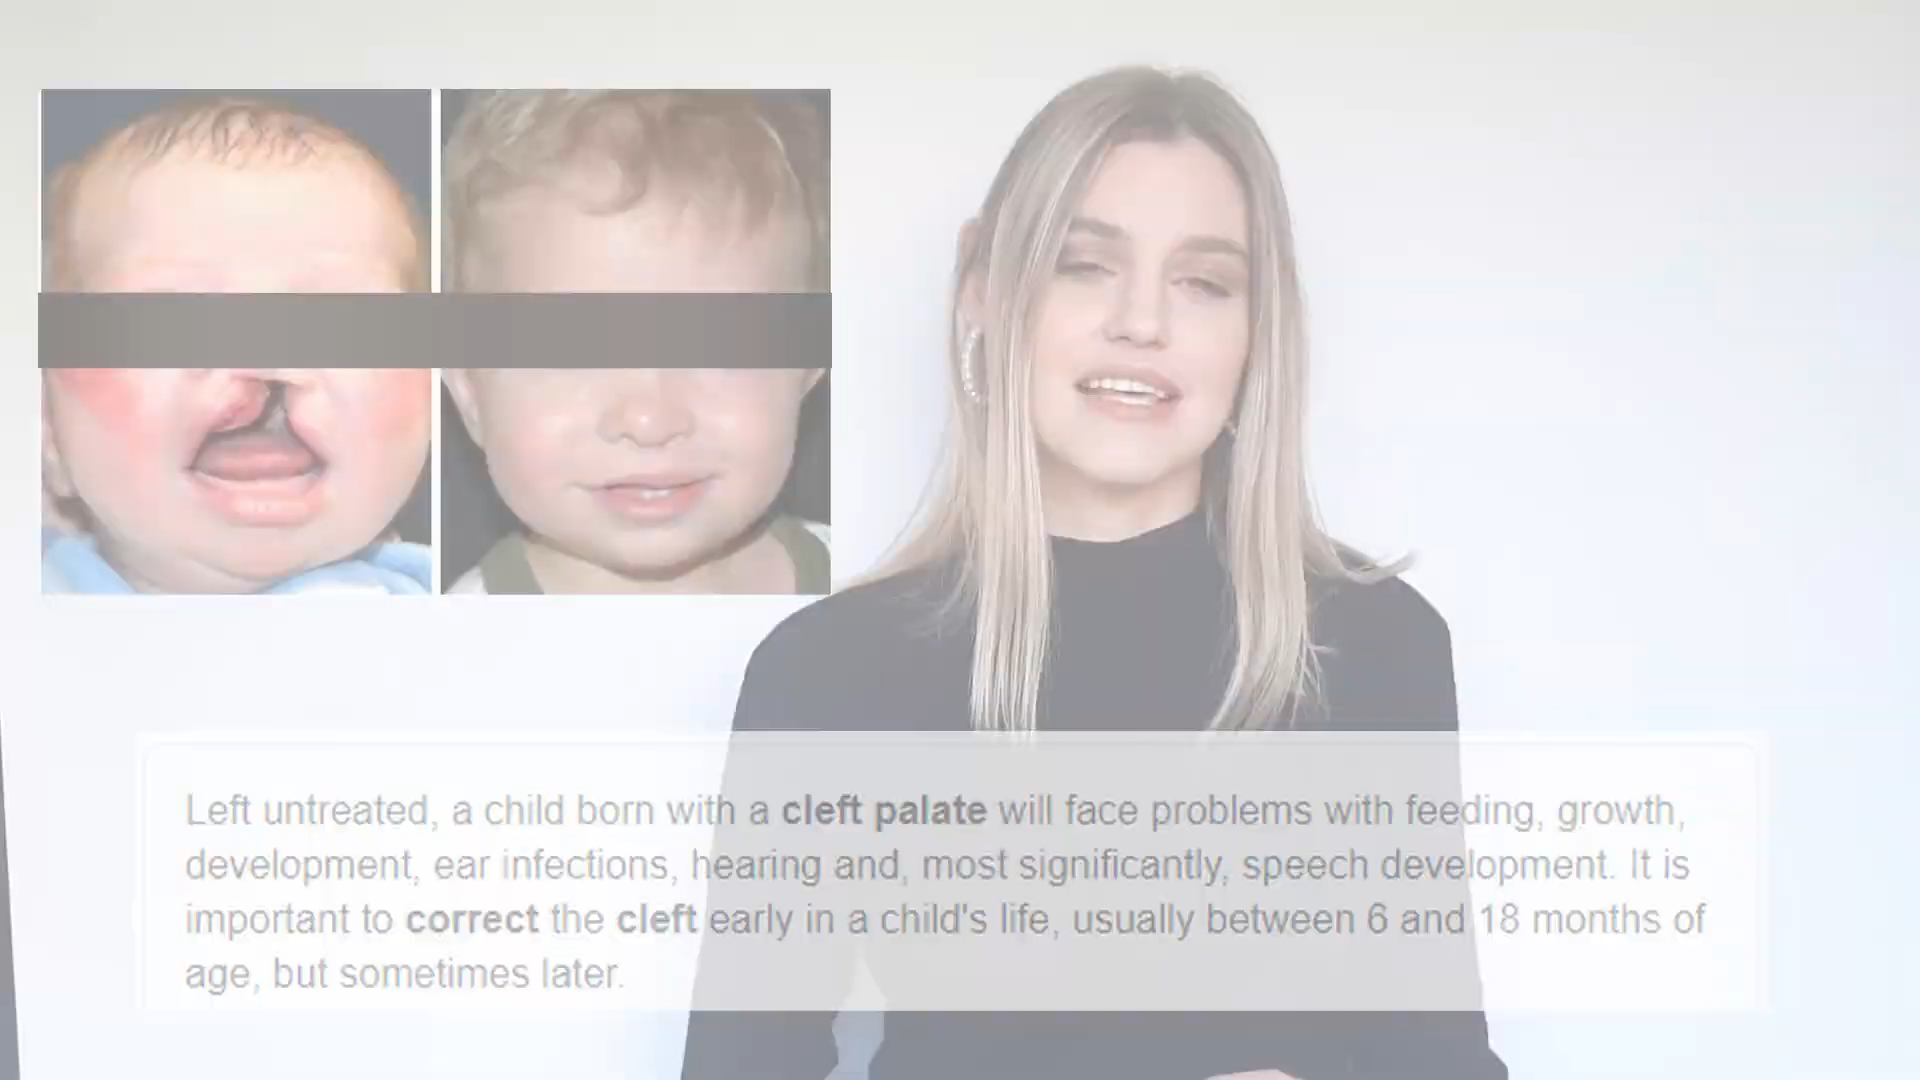 Left untreated, a child born with a cleft palate will face problems with feeding, growth,
development, ear infections, hearing and, most significantly, speech development. It is
important to correct the cleft early in a child's life, usually between 6 and 18 months of
age, but sometimes later.